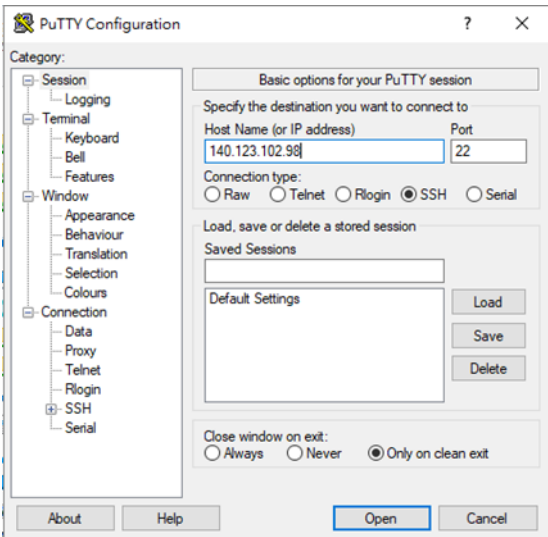 PuTTY Configuration
?
Category:
Session
Logging
Terminal
Keyboard
Bell
Features
Window
Appearance
Behaviour
Translation
Selection
Colours
Connection
Data
Proxy
Telnet
Rlogin
SSH
Serial
Basic options for your PuTTY session
Specify the destination you want to connect to
Host Name (or IP address) Port
140.123.102.98 22
Connection type:
Raw Telnet Rlogin SSH Serial
Load, save or delete a stored session
Saved Sessions
Default Settings
Load
Save
Delete
Close window on exit:
Always Never Only on clean exit
About Help Open Cancel